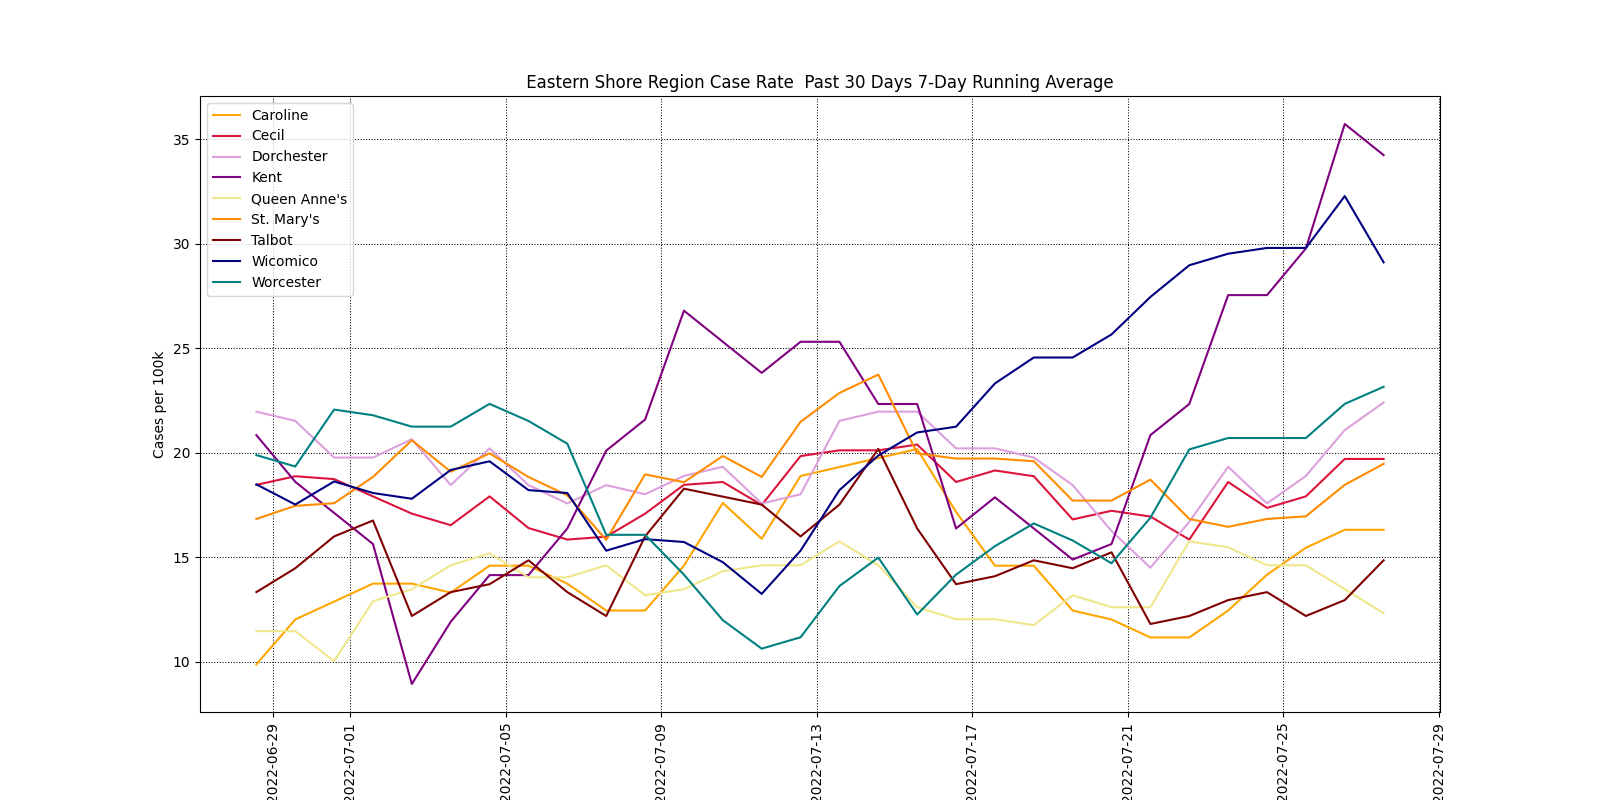 Eastern Shore Region Case Rate  Past 30 Days 7-Day Running Average
Caroline
Cecil
Dorchester
Kent
Queen Anne's
St. Mary's
Talbot
Wicomico
Worcester
Cases per 100k
35
30
25
20
15
10
2022-06-29
2022-07-01
2022-07-05
2022-07-09
2022-07-13
2022-07-17
2022-07-21
2022-07-25
2022-07-29